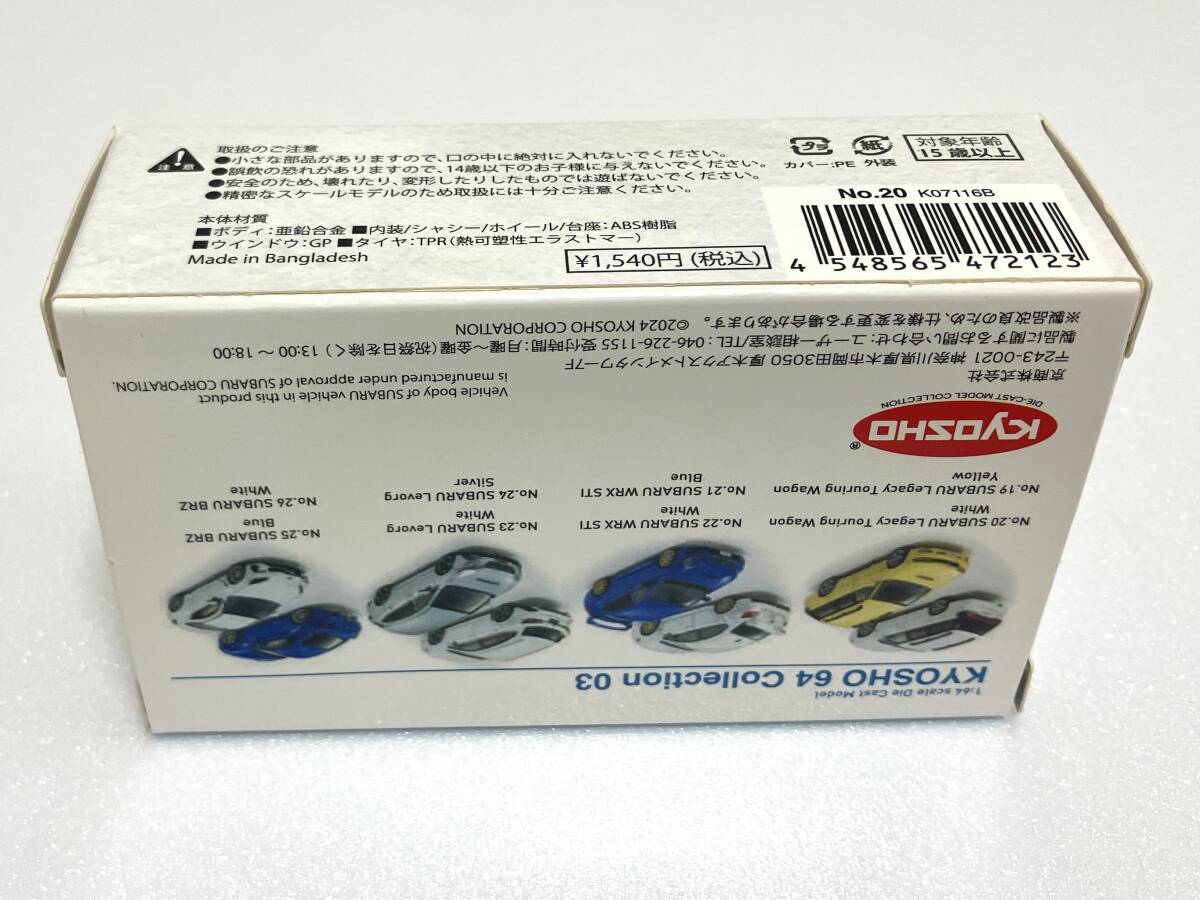 取扱のご注意
注意
●小さな部品がありますので、口の中に絶対に入れないでください。
●誤飲の恐れがありますので、14歳以下のお子様に与えないでください。
●安全のため、壊れたり、変形したりしたものでは遊ばないでください。
●精密なスケールモデルのため取扱には十分ご注意ください。
本体材質
■ボディ:亜鉛合金 ■内装/シャシー/ホイール/台座:ABS樹脂
■ウインドウ:GP ■タイヤ:TPR(熱可塑性エラストマー)
Made in Bangladesh
¥1,540円(税込)
プラ 紙
カバー:PE 外装
対象年齢
15歳以上
No.20 K07116B
4 548565 472123
1:64 scale Die Cast Model
KYOSHO 64 Collection 03
No.20 SUBARU Legacy Touring Wagon
White
No.19 SUBARU Legacy Touring Wagon
Yellow
No.22 SUBARU WRX STI
White
No.21 SUBARU WRX STI
Blue
No.23 SUBARU Levorg
White
No.24 SUBARU Levorg
Silver
No.25 SUBARU BRZ
Blue
No.26 SUBARU BRZ
White
KYOSHO®
DIE-CAST MODEL COLLECTION
Vehicle body of SUBARU vehicle in this product
is manufactured under approval of SUBARU CORPORATION.
京商株式会社
〒243-0021 神奈川県厚木市岡田3050 厚木アクストメインタワー7F
製品に関するお問い合わせ:ユーザー相談室/TEL:046-226-1155 受付時間:月曜〜金曜(祝祭日を除く) 13:00 〜 18:00
※製品改良のため、仕様を変更する場合があります。 ©2024 KYOSHO CORPORATION